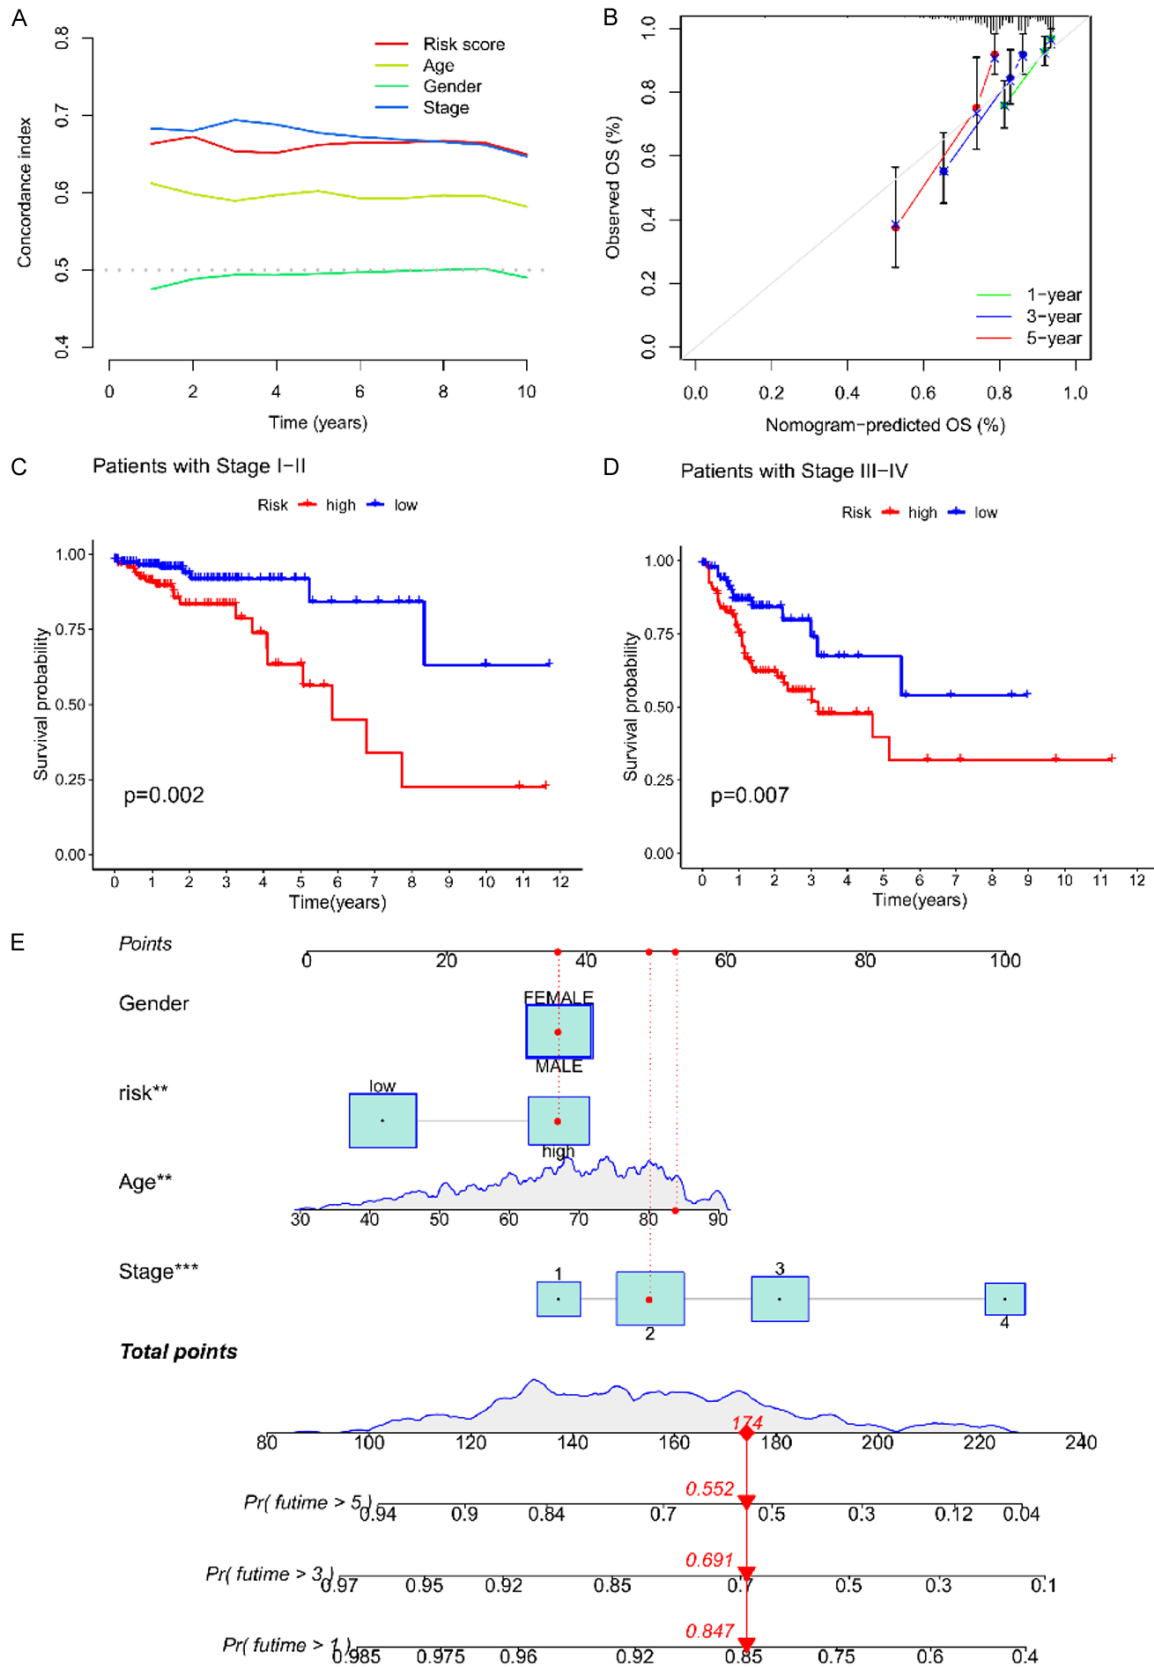 A
Concordance index
0.8
0.7
0.6
0.5
0.4
Risk score
Age
Gender
Stage
0 2 4 6 8 10
Time (years)
B
Observed OS (%)
1.0
0.8
0.6
0.4
0.2
0.0
1-year
3-year
5-year
0.0 0.2 0.4 0.6 0.8 1.0
Nomogram-predicted OS (%)
C
Patients with Stage I-II
Risk high low
Survival probability
1.00
0.75
0.50
0.25
0.00
p=0.002
0 1 2 3 4 5 6 7 8 9 10 11 12
Time(years)
D
Patients with Stage III-IV
Risk high low
Survival probability
1.00
0.75
0.50
0.25
0.00
p=0.007
0 1 2 3 4 5 6 7 8 9 10 11 12
Time(years)
E
Points
0 20 40 60 80 100
Gender
FEMALE
MALE
risk**
low
high
Age**
30 40 50 60 70 80 90
Stage***
1 3
2 4
Total points
174
80 100 120 140 160 180 200 220 240
0.552
Pr( futime > 5 )
0.94 0.9 0.84 0.7 0.5 0.3 0.12 0.04
0.691
Pr( futime > 3 )
0.97 0.95 0.92 0.85 0.7 0.5 0.3 0.1
0.847
Pr( futime > 1 )
0.985 0.975 0.96 0.92 0.85 0.75 0.6 0.4